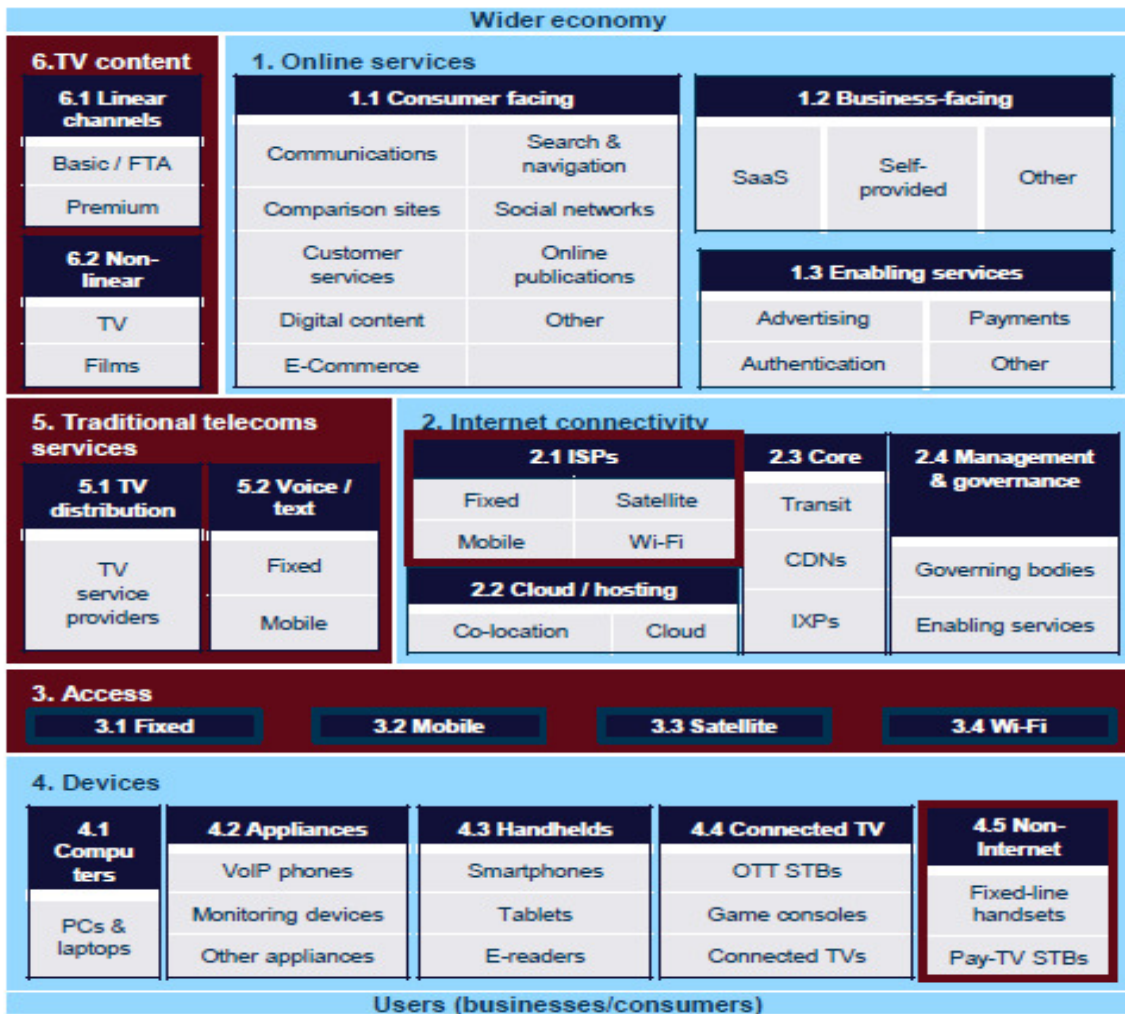 Wider economy
6.TV content
6.1 Linear
channels
Basic / FTA
Premium
6.2 Non-
linear
TV
Films
1. Online services
1.1 Consumer facing
Communications
Search &
navigation
Comparison sites
Social networks
Customer
services
Online
publications
Digital content
Other
E-Commerce
1.2 Business-facing
SaaS
Self-
provided
Other
1.3 Enabling services
Advertising
Payments
Authentication
Other
5. Traditional telecoms
services
5.1 TV
distribution
TV
service
providers
5.2 Voice /
text
Fixed
Mobile
2. Internet connectivity
2.1 ISPs
Fixed
Satellite
Mobile
Wi-Fi
2.2 Cloud / hosting
Co-location
Cloud
2.3 Core
Transit
CDNs
IXPs
2.4 Management
& governance
Governing bodies
Enabling services
3. Access
3.1 Fixed
3.2 Mobile
3.3 Satellite
3.4 Wi-Fi
4. Devices
4.1
Compu
ters
PCs &
laptops
4.2 Appliances
VoIP phones
Monitoring devices
Other appliances
4.3 Handhelds
Smartphones
Tablets
E-readers
4.4 Connected TV
OTT STBs
Game consoles
Connected TVs
4.5 Non-
Internet
Fixed-line
handsets
Pay-TV STBs
Users (businesses/consumers)